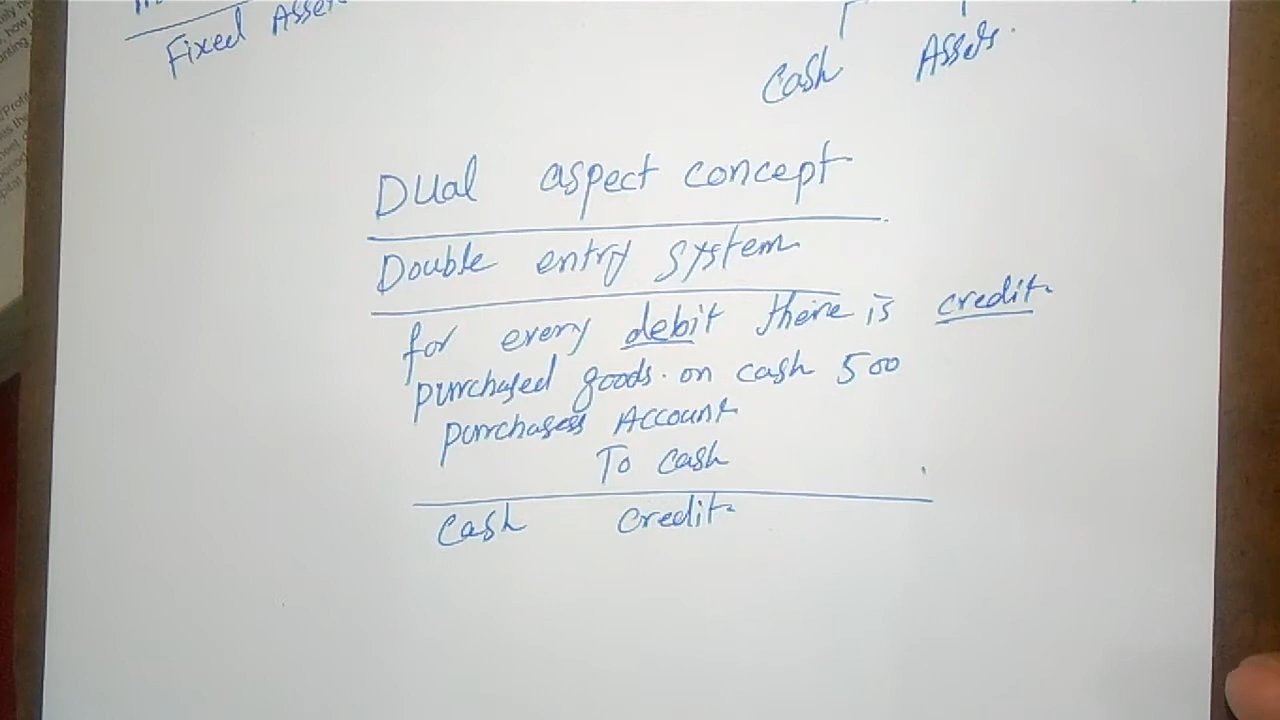 Fixed Asset
Cash Assets.
Dual aspect concept
Double entry system
for every debit there is credit
purchased goods. on cash 500
purchases Account
To cash
Cash Credit